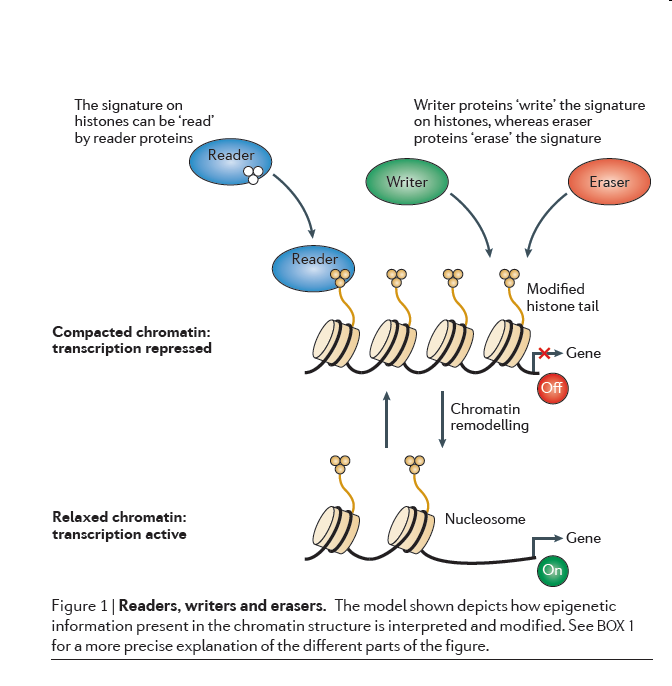 The signature on
histones can be ‘read’
by reader proteins
Writer proteins ‘write’ the signature
on histones, whereas eraser
proteins ‘erase’ the signature
Reader
Writer
Eraser
Reader
Modified
histone tail
Compacted chromatin:
transcription repressed
Gene
Off
Chromatin
remodelling
Relaxed chromatin:
transcription active
Nucleosome
Gene
On
Figure 1 | Readers, writers and erasers. The model shown depicts how epigenetic
information present in the chromatin structure is interpreted and modified. See BOX 1
for a more precise explanation of the different parts of the figure.